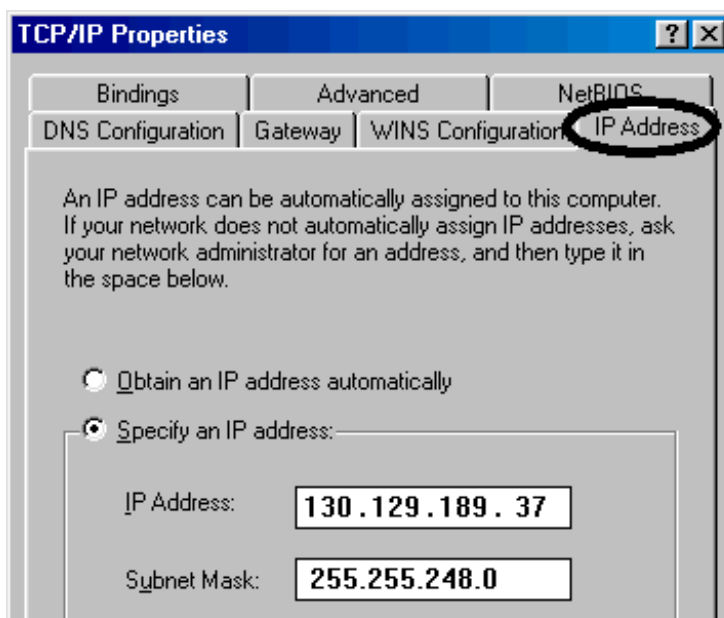 TCP/IP Properties
Bindings Advanced NetBIOS
DNS Configuration Gateway WINS Configuration IP Address
An IP address can be automatically assigned to this computer.
If your network does not automatically assign IP addresses, ask
your network administrator for an address, and then type it in
the space below.
Obtain an IP address automatically
Specify an IP address:
IP Address: 130.129.189. 37
Subnet Mask: 255.255.248.0